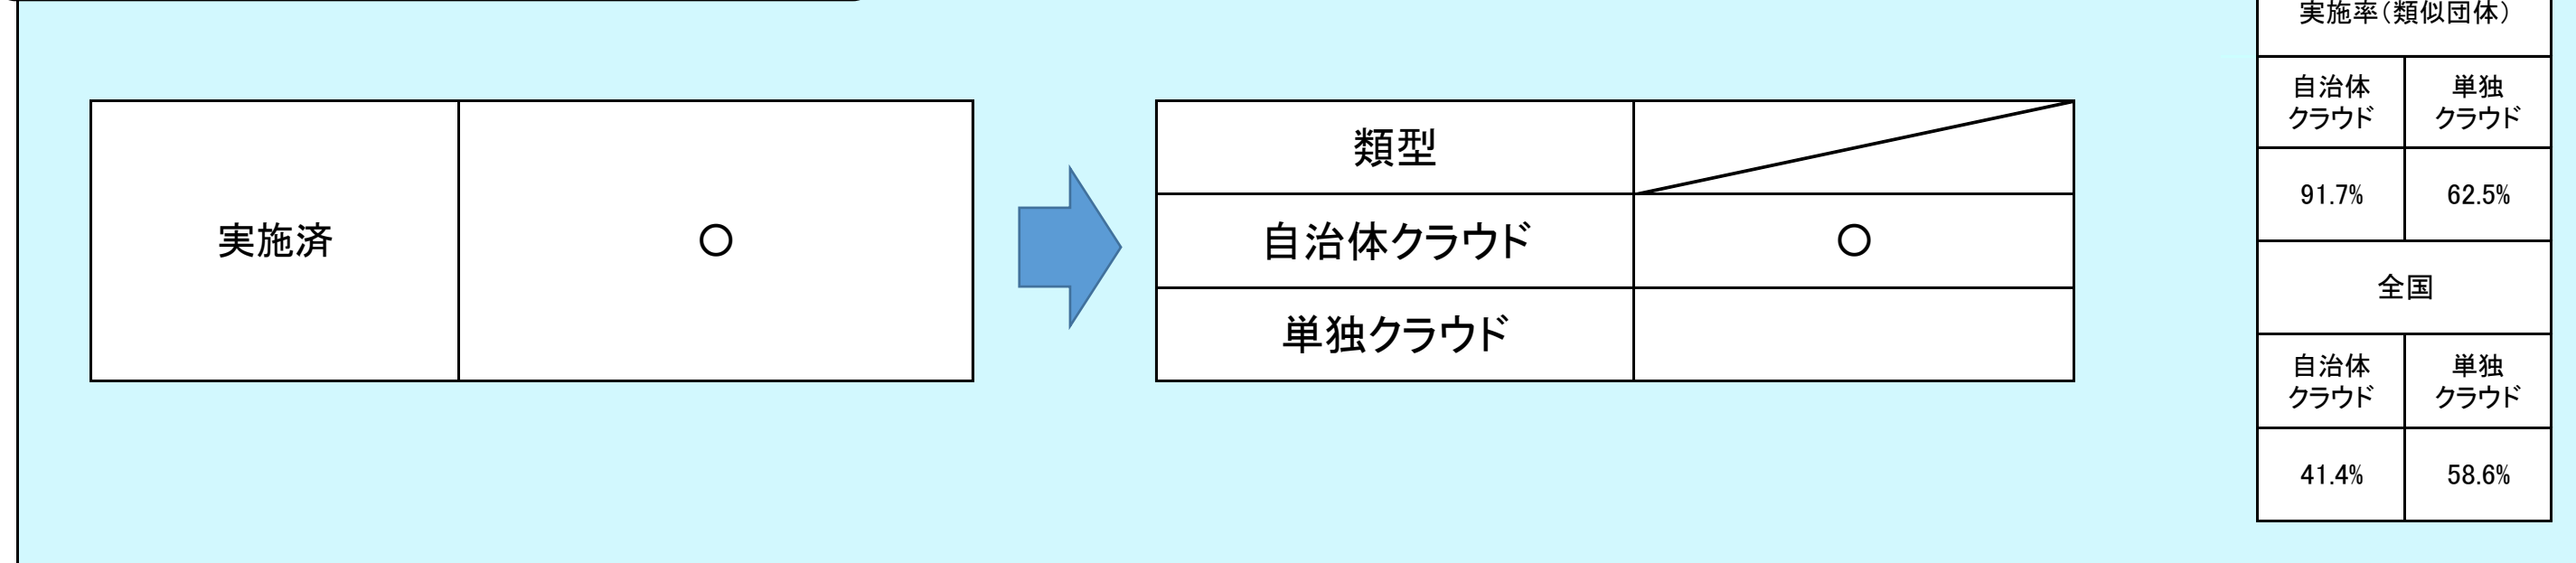 実施済 〇
類型
自治体クラウド 〇
単独クラウド
実施率(類似団体)
自治体 単独
クラウド クラウド
91.7% 62.5%
全国
自治体 単独
クラウド クラウド
41.4% 58.6%